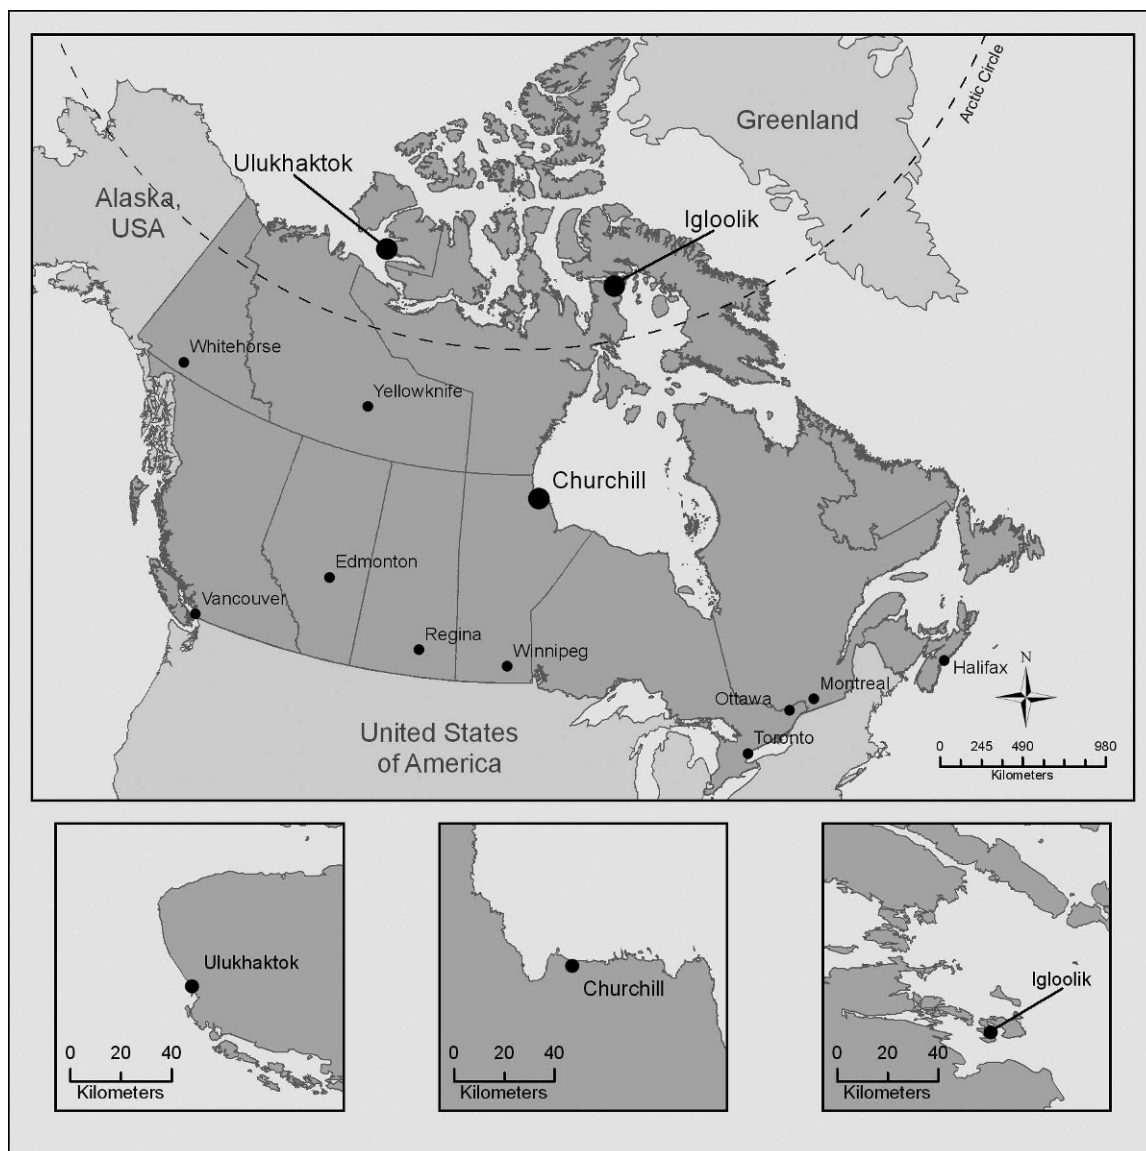 Arctic Circle
Greenland
Ulukhaktok
Alaska,
USA
Igloolik
Whitehorse
Yellowknife
Churchill
Edmonton
Vancouver
Regina
Winnipeg
Halifax
N
Ottawa
Montreal
Toronto
United States
of America
0 245 490 980
Kilometers
Ulukhaktok
0 20 40
Kilometers
Churchill
0 20 40
Kilometers
Igloolik
0 20 40
Kilometers